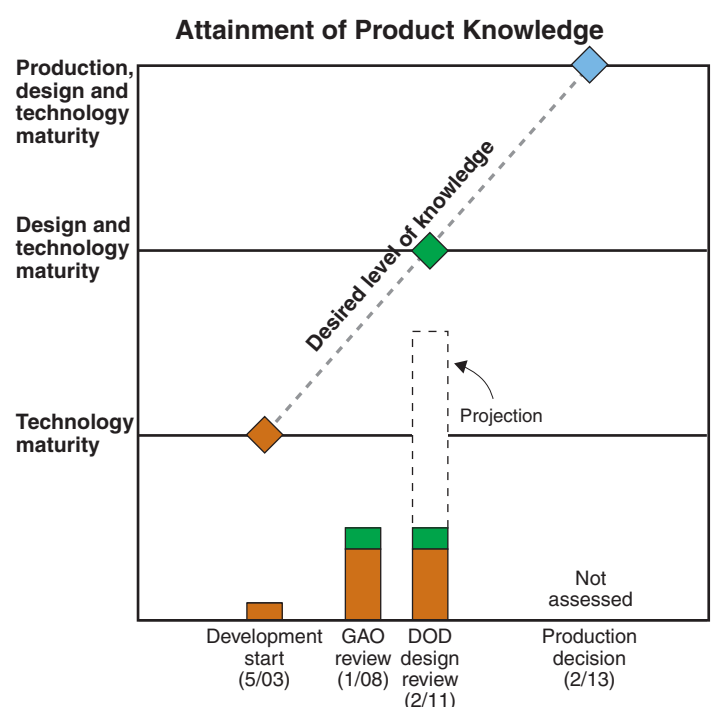 Attainment of Product Knowledge
Production,
design and
technology
maturity
Design and
technology
maturity
Technology
maturity
Desired level of knowledge
Projection
Not
assessed
Development
start
(5/03)
GAO
review
(1/08)
DOD
design
review
(2/11)
Production
decision
(2/13)